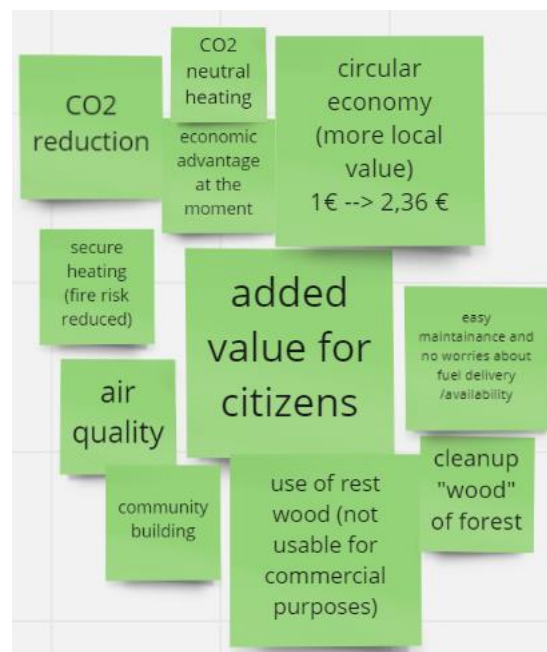 CO2
neutral
heating
CO2
reduction
circular
economy
(more local
value)
1€ --> 2,36 €
economic
advantage
at the
moment
secure
heating
(fire risk
reduced)
added
value for
citizens
easy
maintainance and
no worries about
fuel delivery
/availability
air
quality
cleanup
"wood"
of forest
community
building
use of rest
wood (not
usable for
commercial
purposes)